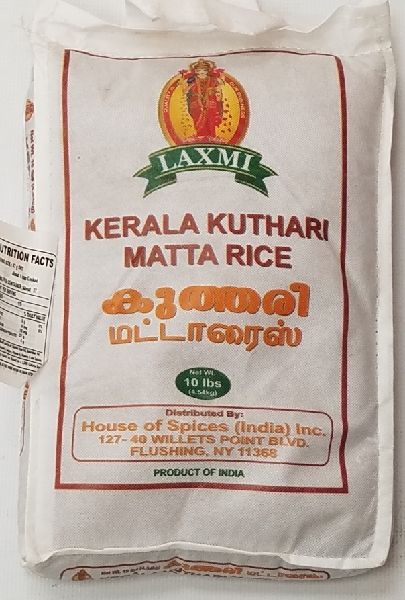 LAXMI
KERALA KUTHARI
MATTA RICE
കുത്തരി
மட்டாரைஸ்
Net Wt.
10 lbs
(4.54kg)
Distributed By:
House of Spices (India) Inc.
127- 40 WILLETS POINT BLVD.
FLUSHING, NY 11368
PRODUCT OF INDIA
NUTRITION FACTS